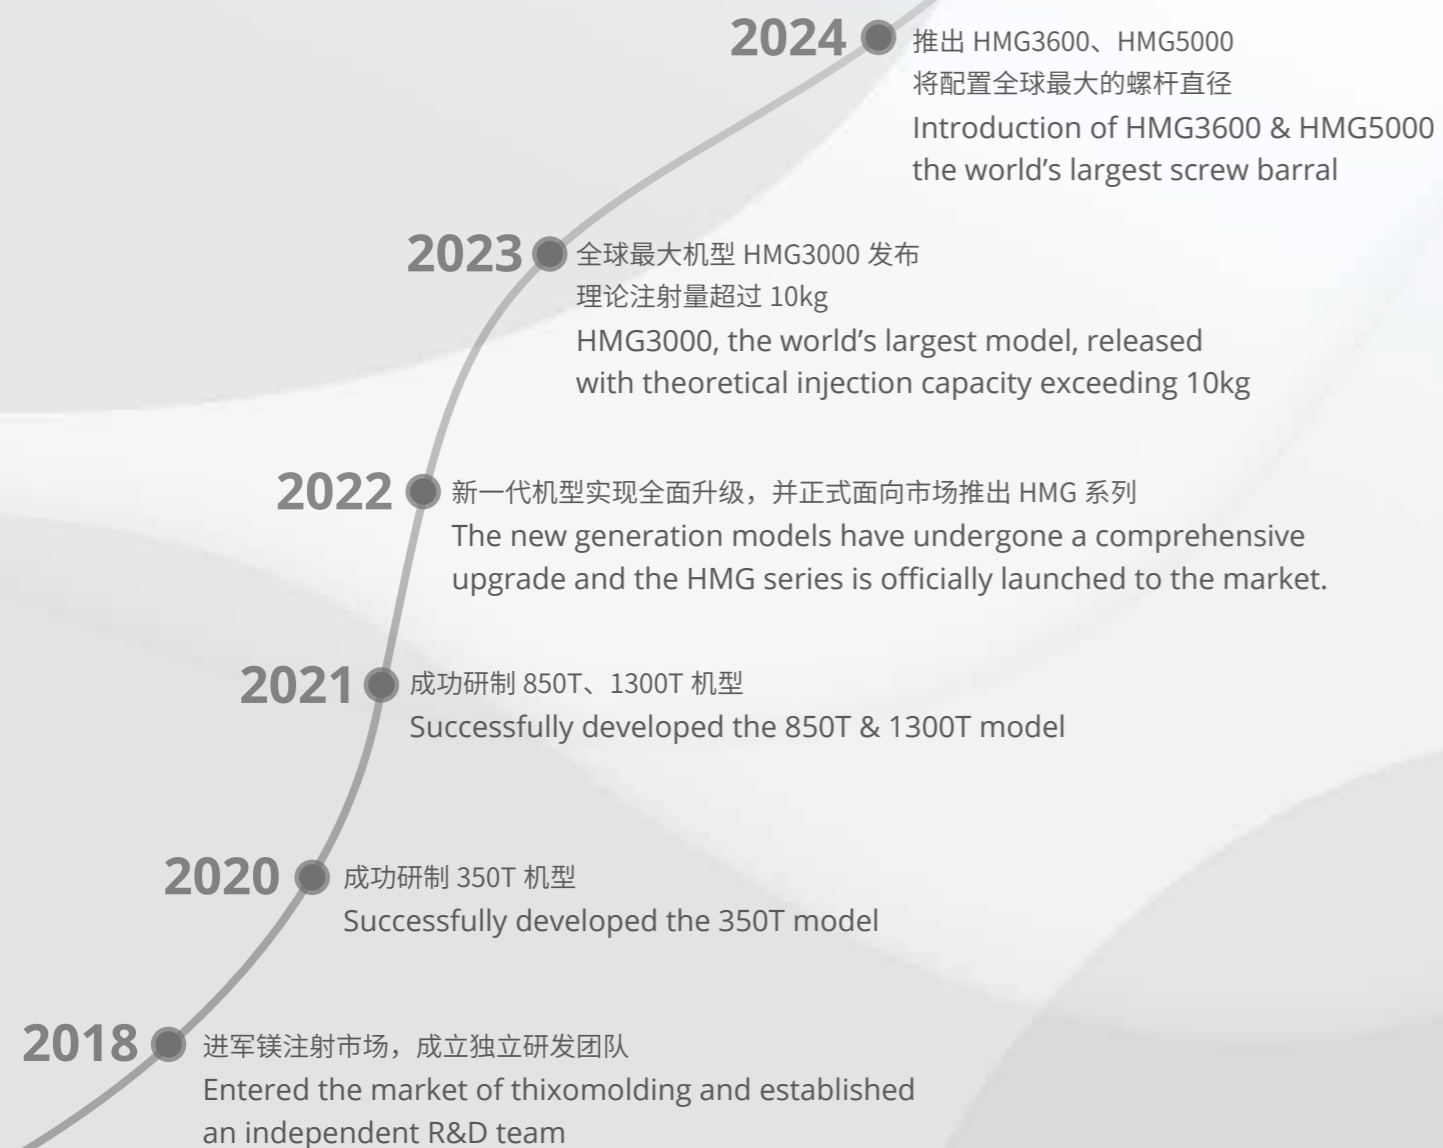 2024
推出 HMG3600、HMG5000
将配置全球最大的螺杆直径
Introduction of HMG3600 & HMG5000
the world’s largest screw barral
2023
全球最大机型 HMG3000 发布
理论注射量超过 10kg
HMG3000, the world’s largest model, released
with theoretical injection capacity exceeding 10kg
2022
新一代机型实现全面升级，并正式面向市场推出 HMG 系列
The new generation models have undergone a comprehensive
upgrade and the HMG series is officially launched to the market.
2021
成功研制 850T、1300T 机型
Successfully developed the 850T & 1300T model
2020
成功研制 350T 机型
Successfully developed the 350T model
2018
进军镁注射市场，成立独立研发团队
Entered the market of thixomolding and established
an independent R&D team